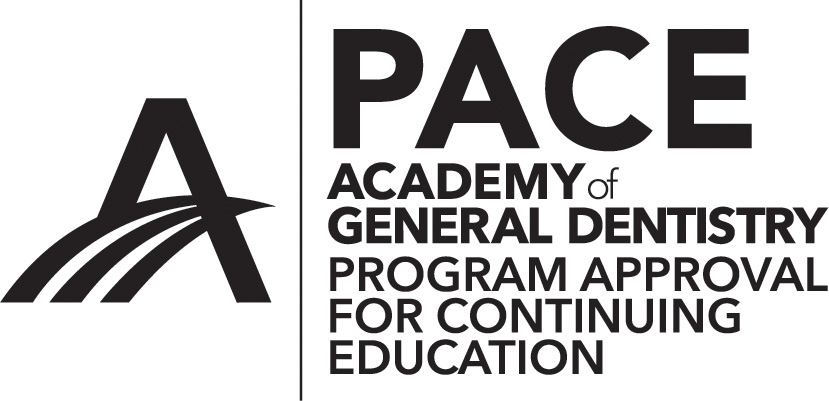 PACE
ACADEMY of
GENERAL DENTISTRY
PROGRAM APPROVAL
FOR CONTINUING
EDUCATION